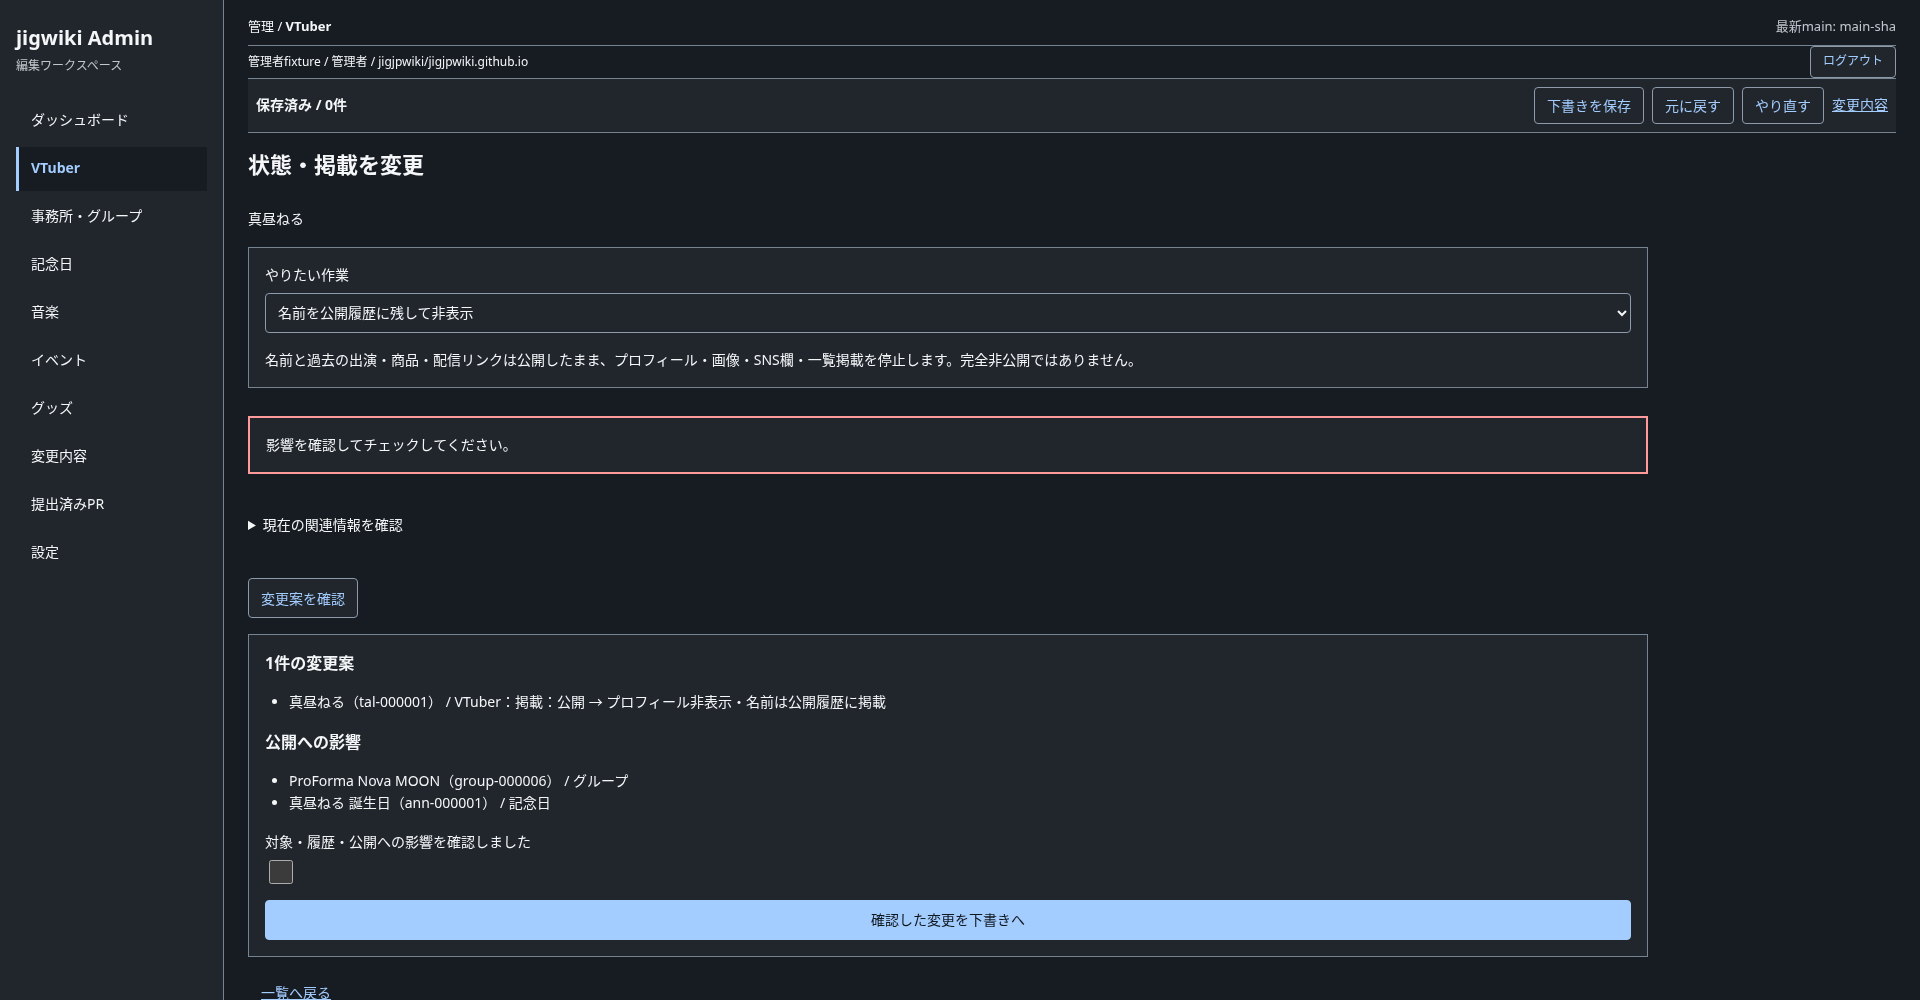 jigwiki Admin
編集ワークスペース
ダッシュボード
VTuber
事務所・グループ
記念日
音楽
イベント
グッズ
変更内容
提出済みPR
設定
管理 / VTuber
最新main: main-sha
管理者fixture / 管理者 / jigjpwiki/jigjpwiki.github.io
ログアウト
保存済み / 0件
下書きを保存
元に戻す
やり直す
変更内容
状態・掲載を変更
真昼ねる
やりたい作業
名前を公開履歴に残して非表示
名前と過去の出演・商品・配信リンクは公開したまま、プロフィール・画像・SNS欄・一覧掲載を停止します。完全非公開ではありません。
影響を確認してチェックしてください。
現在の関連情報を確認
変更案を確認
1件の変更案
真昼ねる（tal-000001） / VTuber：掲載：公開 → プロフィール非表示・名前は公開履歴に掲載
公開への影響
ProForma Nova MOON（group-000006） / グループ
真昼ねる 誕生日（ann-000001） / 記念日
対象・履歴・公開への影響を確認しました
確認した変更を下書きへ
一覧へ戻る